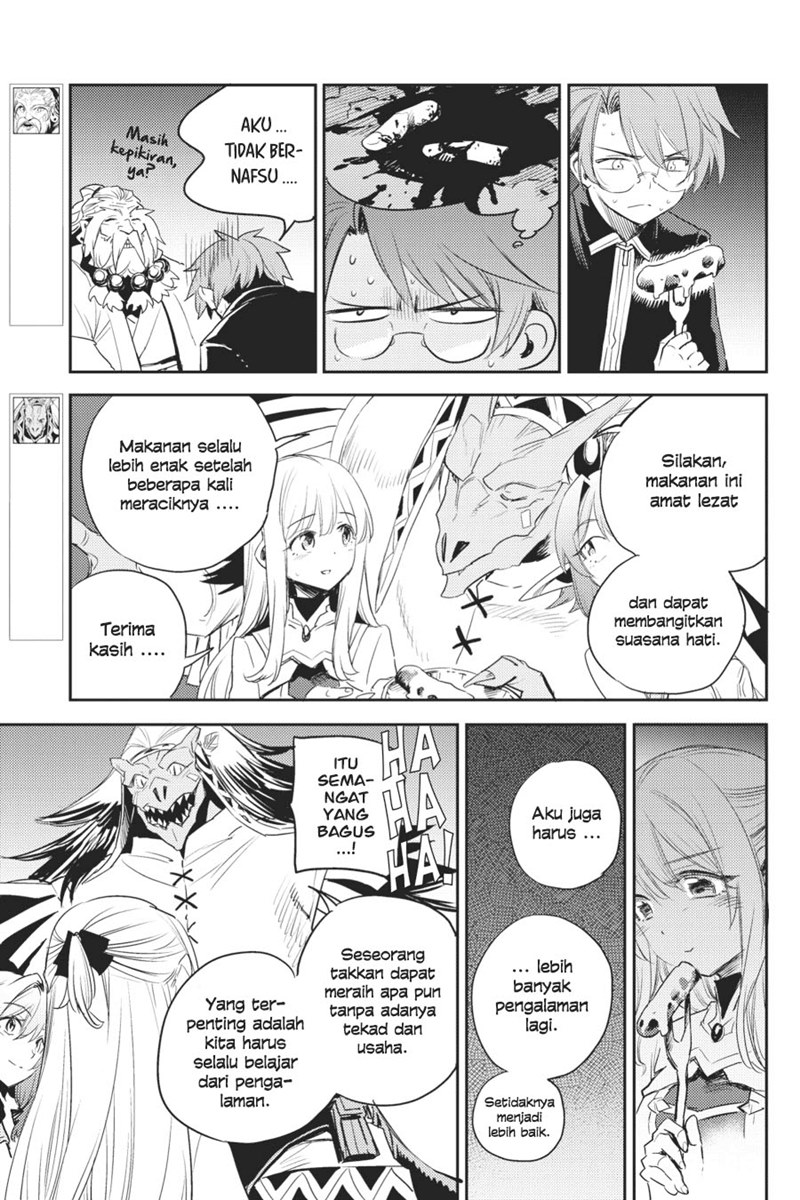 AKU ...
TIDAK BER-
NAFSU ....
Masih
kepikiran,
ya?
Silakan,
makanan ini
amat lezat
dan dapat
membangitkan
suasana hati.
Makanan selalu
lebih enak setelah
beberapa kali
meraciknya ....
Terima
kasih ....
Aku juga
harus ...
... lebih
banyak
pengalaman
lagi.
Setidaknya
menjadi
lebih baik.
HA
HA
HA!
ITU
SEMA-
NGAT YANG
BAGUS
...!
Seseorang
takkan dapat
meraih apa pun
tanpa adanya
tekad dan
usaha.
Yang ter-
penting adalah
kita harus
selalu belajar
dari penga-
laman.